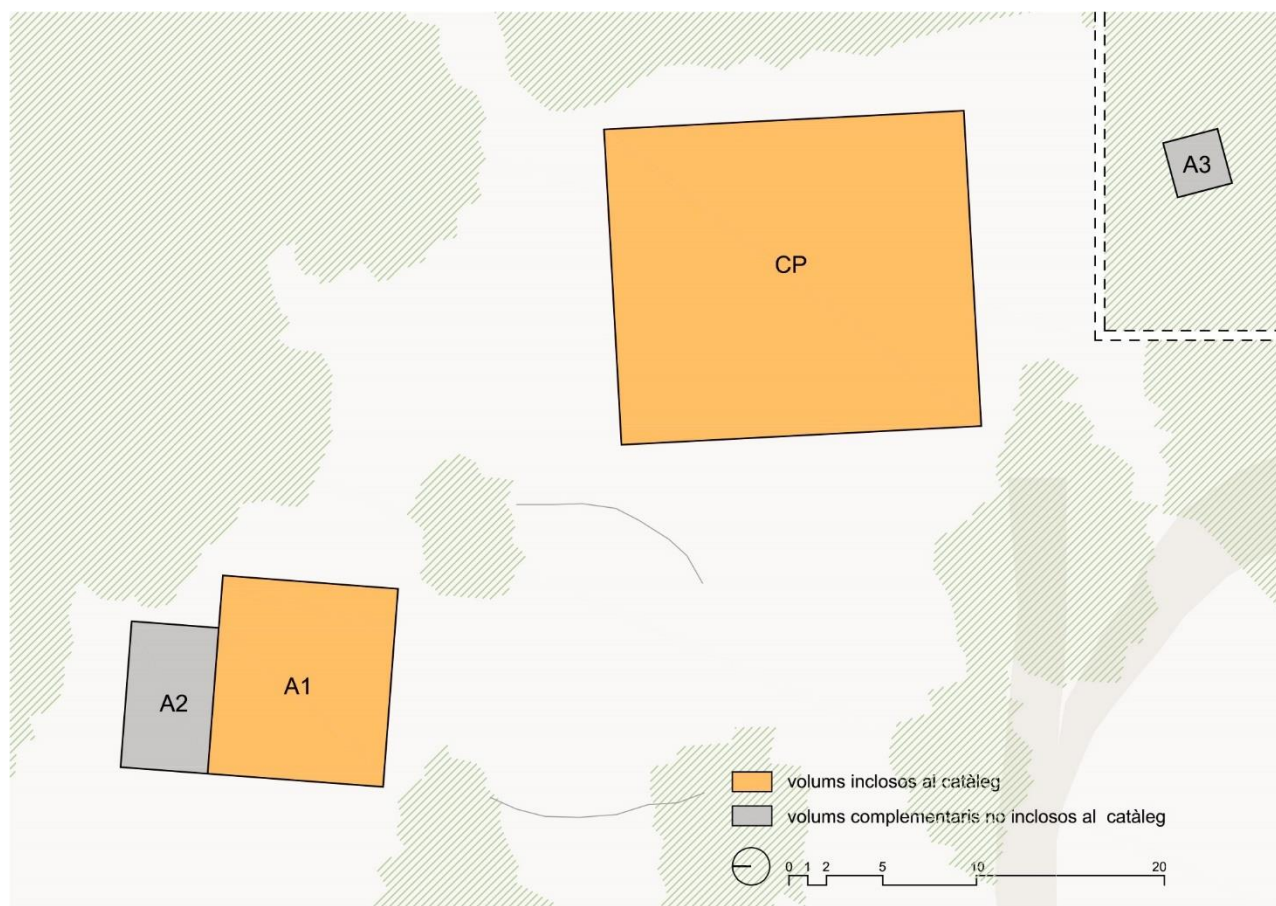 A3
CP
A1
A2
volums inclosos al catàleg
volums complementaris no inclosos al catàleg
0 1 2 5 10 20